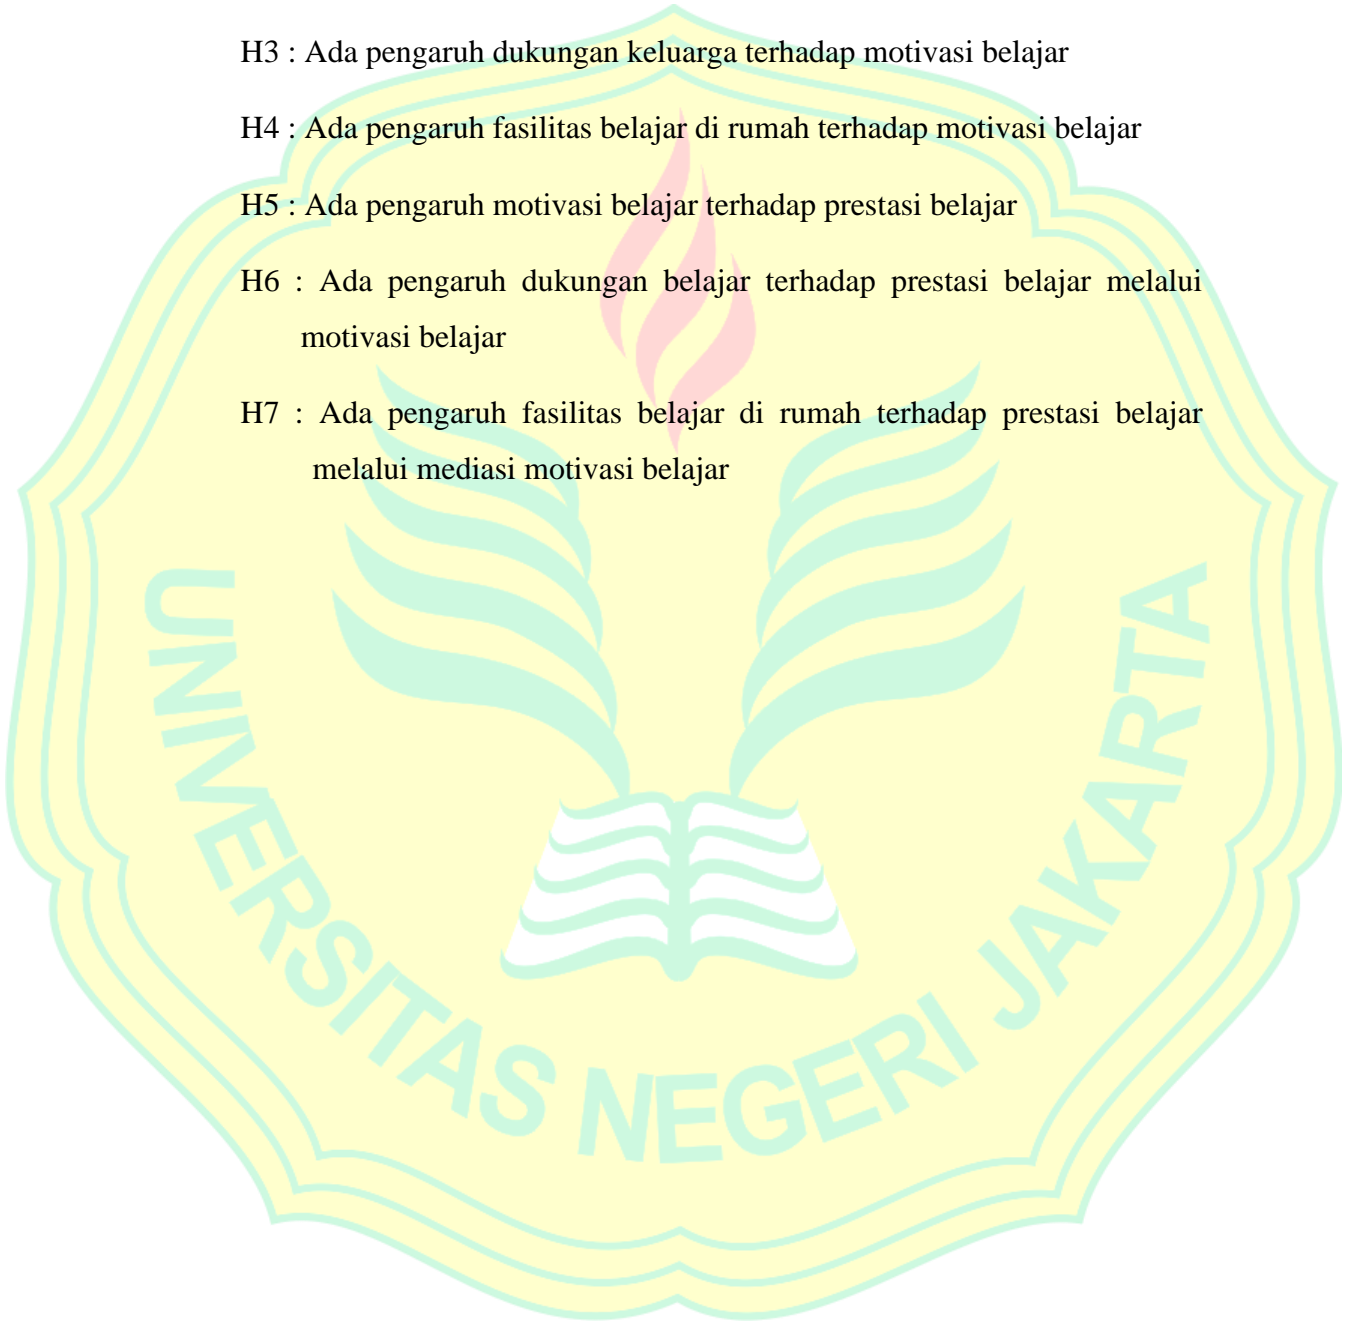 H3 : Ada pengaruh dukungan keluarga terhadap motivasi belajar
H4 : Ada pengaruh fasilitas belajar di rumah terhadap motivasi belajar
H5 : Ada pengaruh motivasi belajar terhadap prestasi belajar
H6 : Ada pengaruh dukungan belajar terhadap prestasi belajar melalui
motivasi belajar
H7 : Ada pengaruh fasilitas belajar di rumah terhadap prestasi belajar
melalui mediasi motivasi belajar
UNIVERSITAS NEGERI JAKARTA